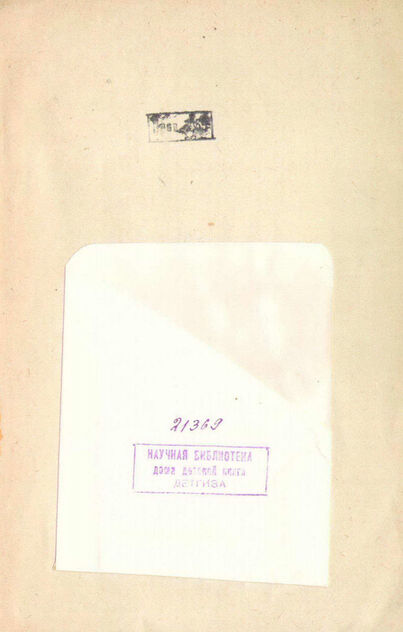 21369
НАУЧНАЯ БИБЛИОТЕКА
дома детской книги
ДЕТГИЗА